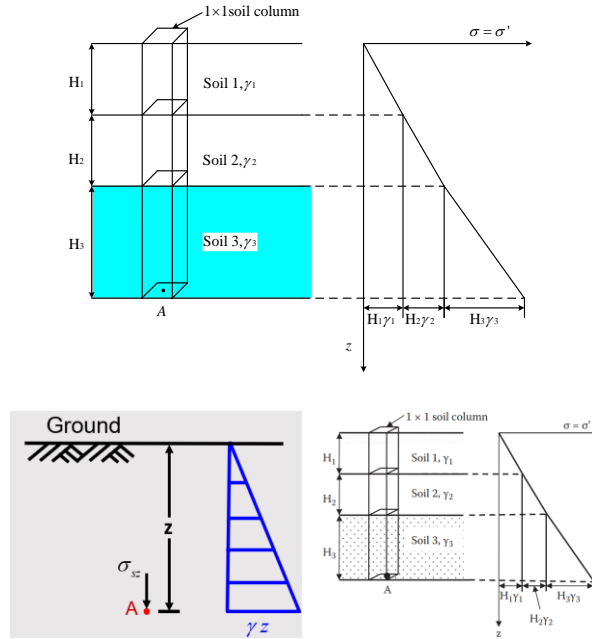 1×1soil column
σ = σ'
H₁
Soil 1,γ₁
H₂
Soil 2,γ₂
H₃
Soil 3,γ₃
A
H₁γ₁ H₂γ₂ H₃γ₃
z
Ground
z
σsz
A
γ z
1 × 1 soil column
σ = σ'
H₁
Soil 1, γ₁
H₂
Soil 2, γ₂
H₃
Soil 3, γ₃
A
H₁γ₁ H₃γ₃
H₂γ₂
z